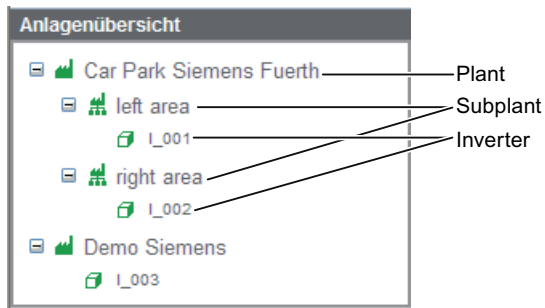 Anlagenübersicht
Car Park Siemens Fuerth Plant
left area Subplant
I_001 Inverter
right area
I_002
Demo Siemens
I_003